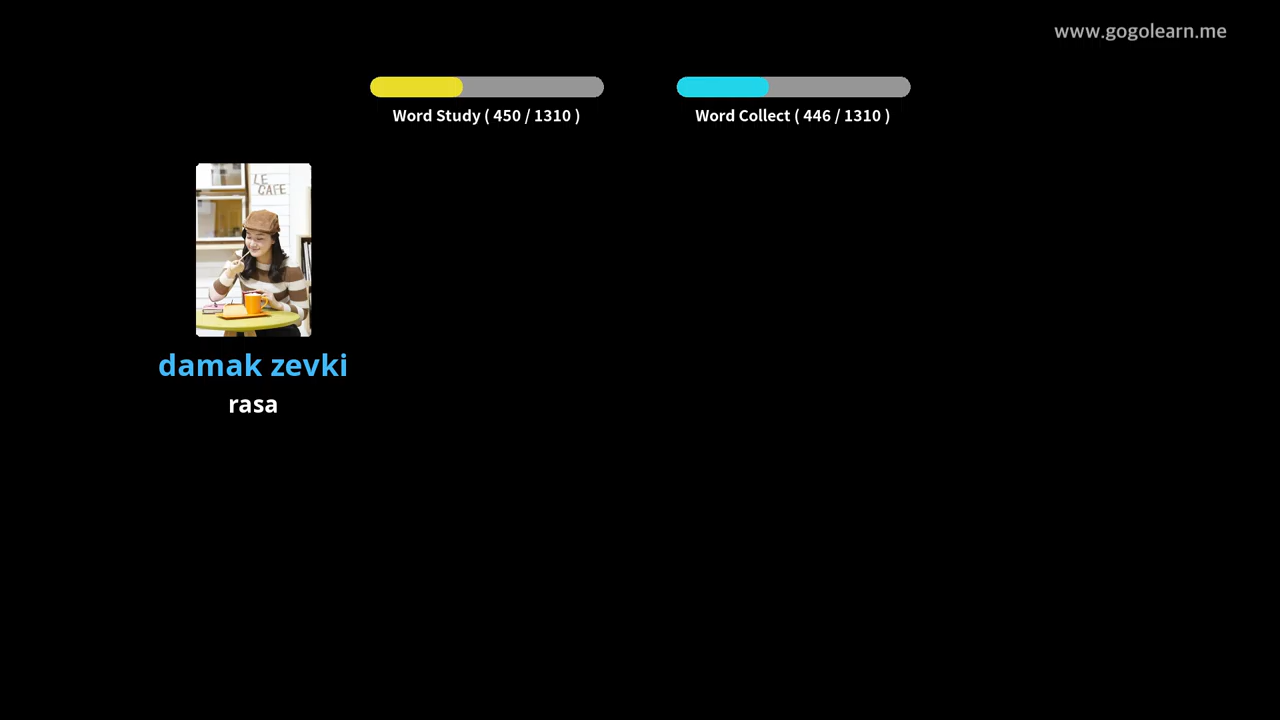 www.gogolearn.me
Word Study ( 450 / 1310 )
Word Collect ( 446 / 1310 )
LE
CAFE
damak zevki
rasa